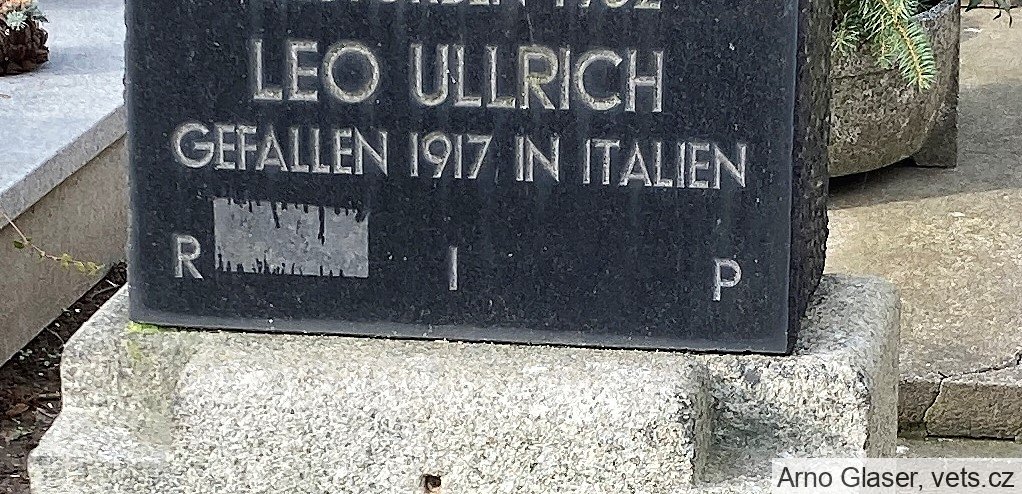 LEO ULLRICH
GEFALLEN 1917 IN ITALIEN
R I P
Arno Glaser, vets.cz